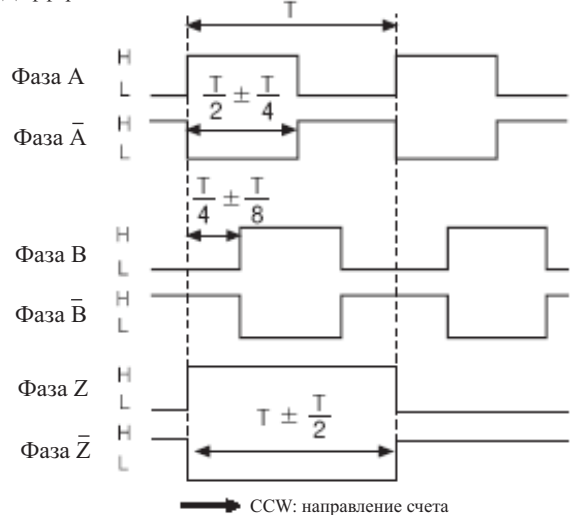 T
H
Фаза A
L
T/2 ± T/4
H
Фаза A̅
L
T/4 ± T/8
H
Фаза B
L
H
Фаза B̅
L
H
Фаза Z
L
T ± T/2
H
Фаза Z̅
L
CCW: направление счета